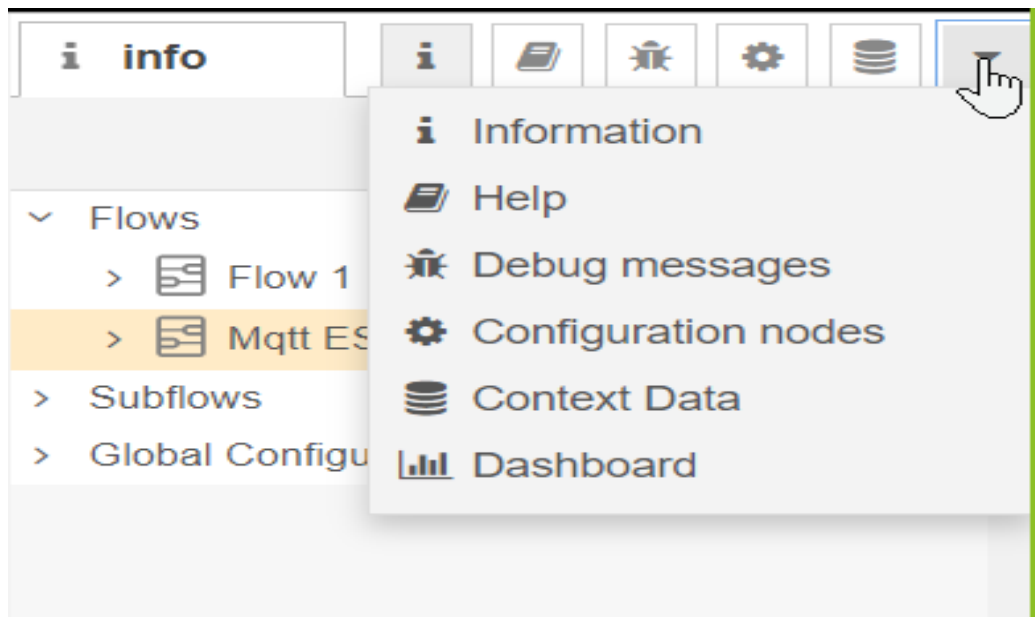 i info
i
i Information
Help
Debug messages
Configuration nodes
Context Data
Dashboard
Flows
Flow 1
Mqtt ES
Subflows
Global Configu